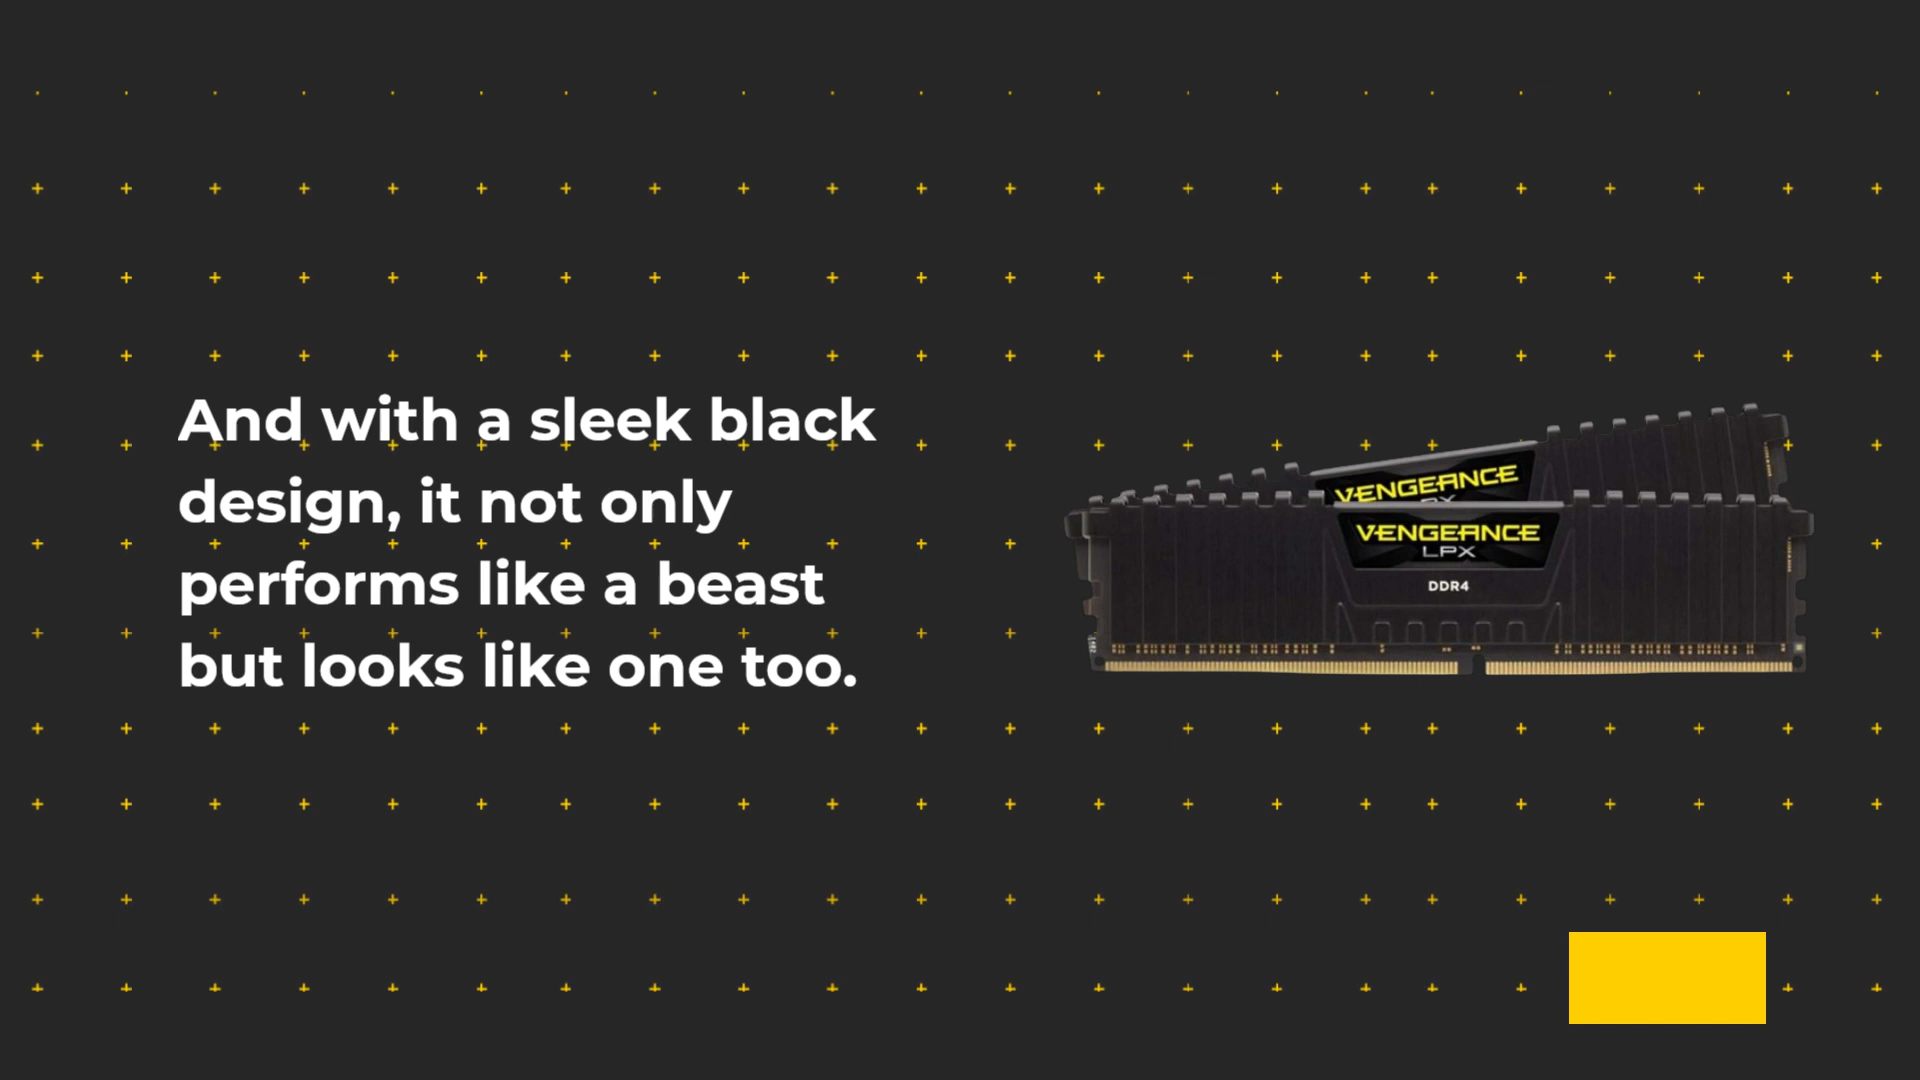 And with a sleek black
design, it not only
performs like a beast
but looks like one too.
VENGEANCE
VENGEANCE
LPX
DDR4